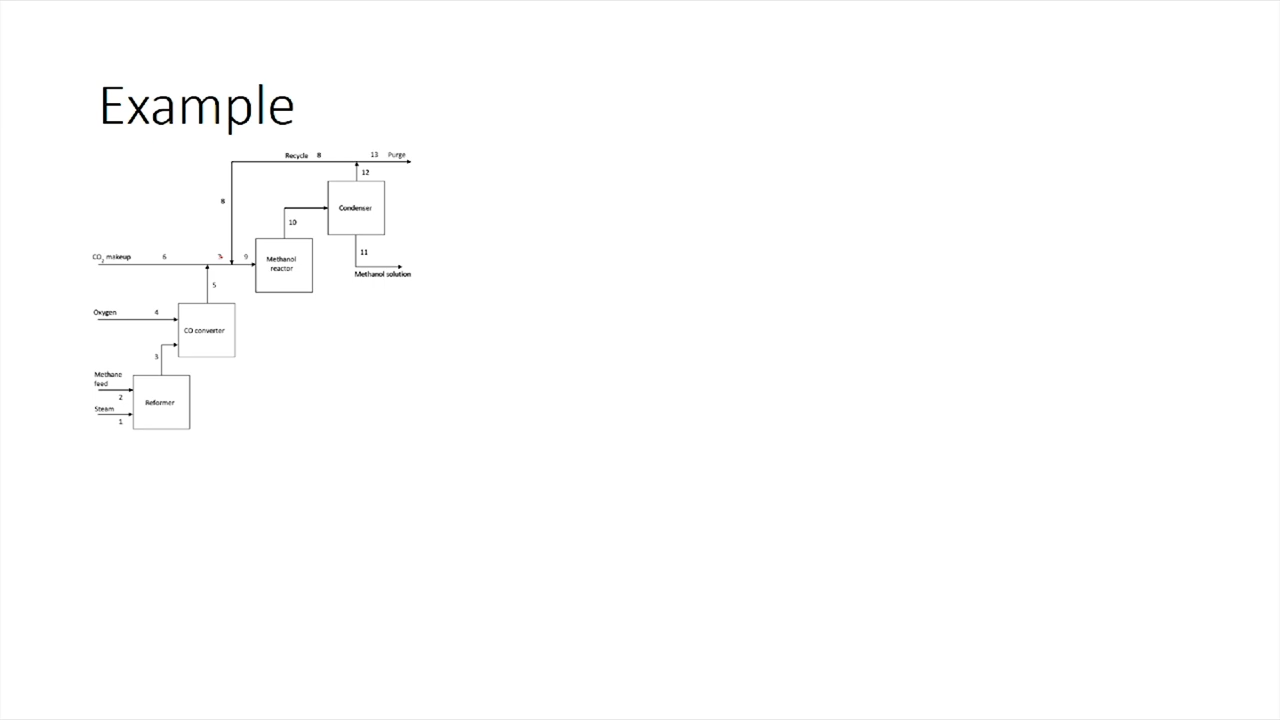 Example
Recycle 8
13 Purge
12
8
Condenser
10
11
Methanol solution
CO2 makeup 6
9
Methanol
reactor
5
Oxygen 4
CO converter
3
Methane
feed
2
Reformer
Steam
1